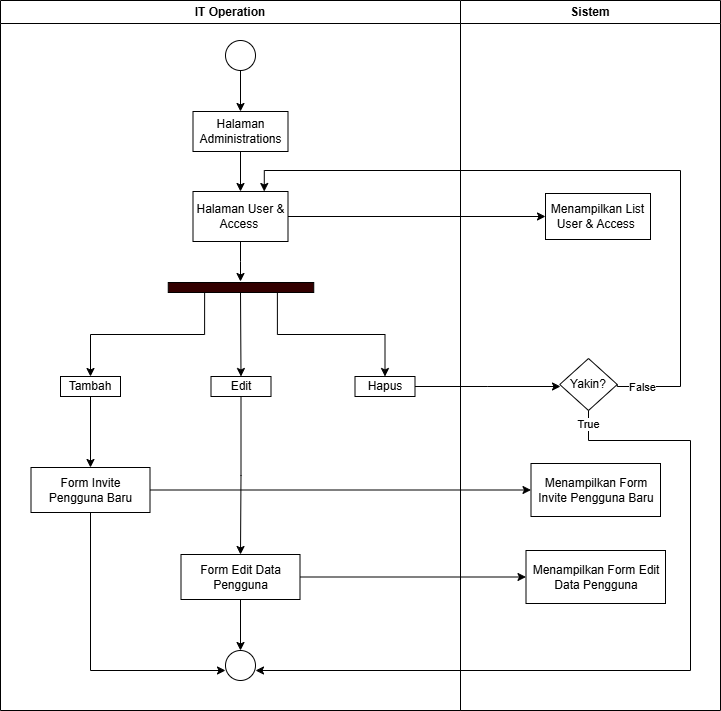 IT Operation
Sistem
Halaman
Administrations
Halaman User &
Access
Menampilkan List
User & Access
Tambah
Edit
Hapus
Yakin?
False
True
Form Invite
Pengguna Baru
Menampilkan Form
Invite Pengguna Baru
Form Edit Data
Pengguna
Menampilkan Form Edit
Data Pengguna